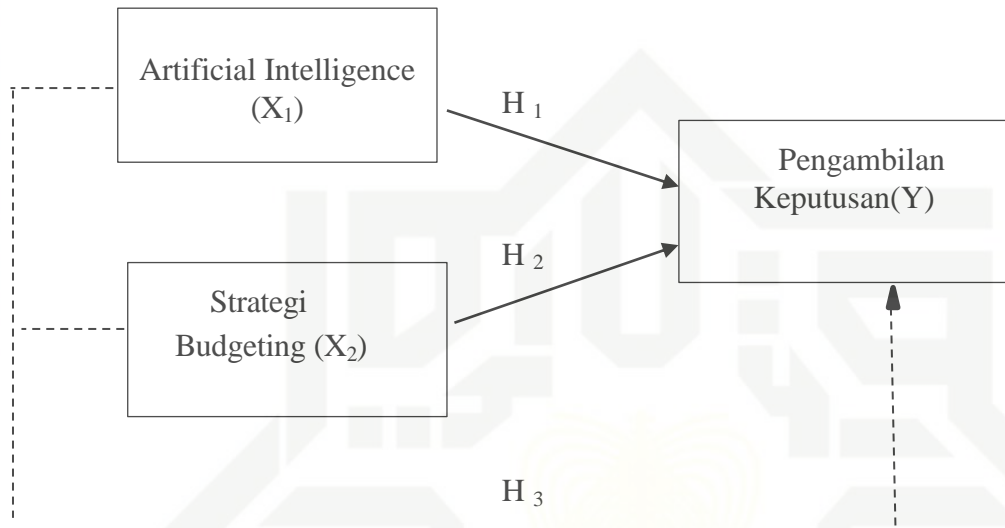 Artificial Intelligence
(X₁)
H ₁
Pengambilan
Keputusan(Y)
H ₂
Strategi
Budgeting (X₂)
H ₃